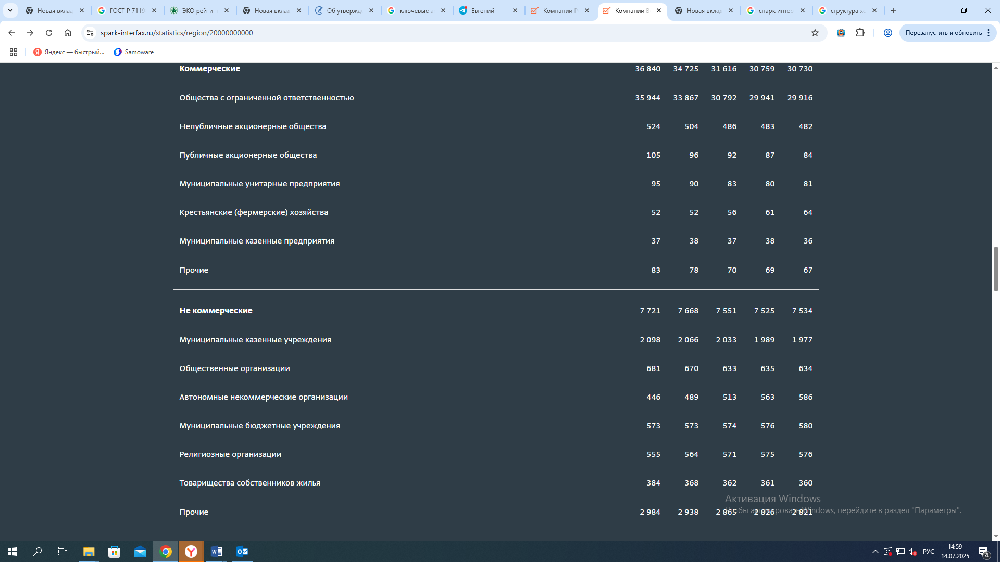 Новая вклад
ГОСТ Р 7119
ЭКО рейтин
Новая вклад
Об утвержде
ключевые а
Евгений
Компании Р
Компании В
Новая вклад
спарк интер
структура хо
spark-interfax.ru/statistics/region/20000000000
Перезапустить и обновить
Яндекс — быстрый...
Samoware
Коммерческие 36 840 34 725 31 616 30 759 30 730
Общества с ограниченной ответственностью 35 944 33 867 30 792 29 941 29 916
Непубличные акционерные общества 524 504 486 483 482
Публичные акционерные общества 105 96 92 87 84
Муниципальные унитарные предприятия 95 90 83 80 81
Крестьянские (фермерские) хозяйства 52 52 56 61 64
Муниципальные казенные предприятия 37 38 37 38 36
Прочие 83 78 70 69 67
Не коммерческие 7 721 7 668 7 551 7 525 7 534
Муниципальные казенные учреждения 2 098 2 066 2 033 1 989 1 977
Общественные организации 681 670 633 635 634
Автономные некоммерческие организации 446 489 513 563 586
Муниципальные бюджетные учреждения 573 573 574 576 580
Религиозные организации 555 564 571 575 576
Товарищества собственников жилья 384 368 362 361 360
Прочие 2 984 2 938 2 865 2 826 2 821
Активация Windows
Чтобы активировать Windows, перейдите в раздел "Параметры".
РУС
14:59
14.07.2025
4